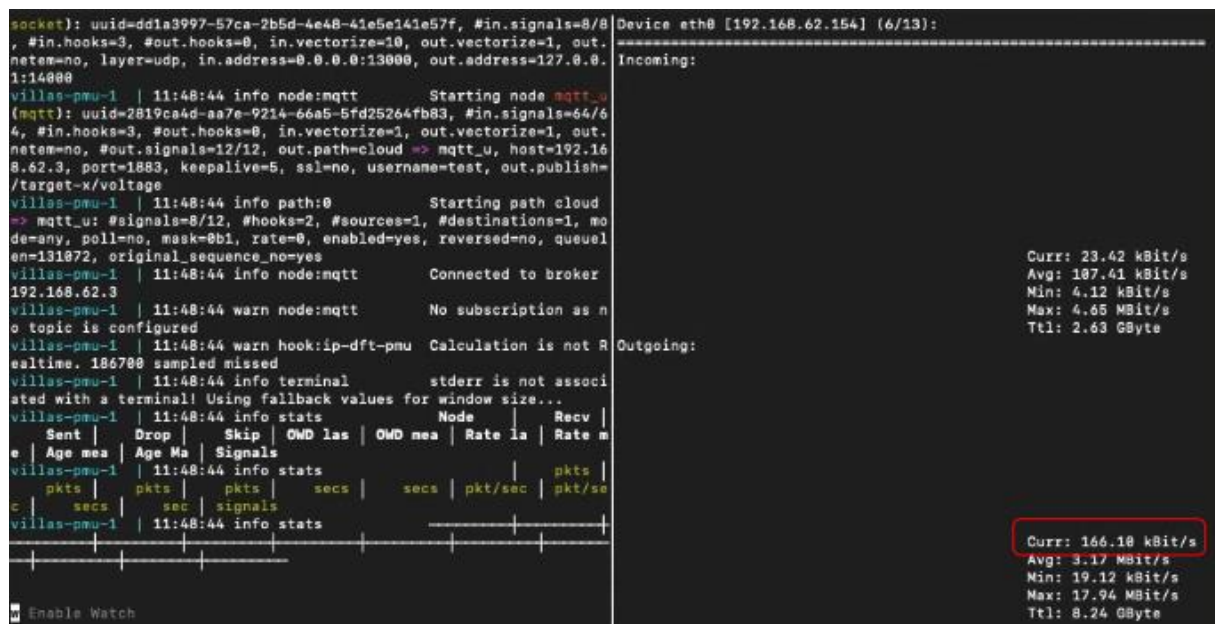 socket): uuid=dd1a3997-57ca-2b5d-4e48-41e5e141e57f, #in.signals=8/8
, #in.hooks=3, #out.hooks=0, in.vectorize=10, out.vectorize=1, out.
netem=no, layer=udp, in.address=0.0.0.0:13000, out.address=127.0.0.
1:14000
villas-pmu-1 | 11:48:44 info node:mqtt Starting node mqtt_u
(mqtt): uuid=2819ca4d-aa7e-9214-66a5-5fd25264fb83, #in.signals=64/6
4, #in.hooks=3, #out.hooks=0, in.vectorize=1, out.vectorize=1, out.
netem=no, #out.signals=12/12, out.path=cloud => mqtt_u, host=192.16
8.62.3, port=1883, keepalive=5, ssl=no, username=test, out.publish=
/target-x/voltage
villas-pmu-1 | 11:48:44 info path:0 Starting path cloud
=> mqtt_u: #signals=8/12, #hooks=2, #sources=1, #destinations=1, mo
de=any, poll=no, mask=0b1, rate=0, enabled=yes, reversed=no, queuel
en=131072, original_sequence_no=yes
villas-pmu-1 | 11:48:44 info node:mqtt Connected to broker
192.168.62.3
villas-pmu-1 | 11:48:44 warn node:mqtt No subscription as n
o topic is configured
villas-pmu-1 | 11:48:44 warn hook:ip-dft-pmu Calculation is not R
ealtime. 186700 sampled missed
villas-pmu-1 | 11:48:44 info terminal stderr is not associ
ated with a terminal! Using fallback values for window size...
villas-pmu-1 | 11:48:44 info stats Node | Recv |
Sent | Drop | Skip | OWD las | OWD mea | Rate la | Rate m
e | Age mea | Age Ma | Signals
villas-pmu-1 | 11:48:44 info stats | pkts |
pkts | pkts | pkts | secs | secs | pkt/sec | pkt/se
c | secs | sec | signals
villas-pmu-1 | 11:48:44 info stats
w Enable Watch
Device eth0 [192.168.62.154] (6/13):
Incoming:
Curr: 23.42 kBit/s
Avg: 107.41 kBit/s
Min: 4.12 kBit/s
Max: 4.65 MBit/s
Ttl: 2.63 GByte
Outgoing:
Curr: 166.10 kBit/s
Avg: 3.17 MBit/s
Min: 19.12 kBit/s
Max: 17.94 MBit/s
Ttl: 8.24 GByte